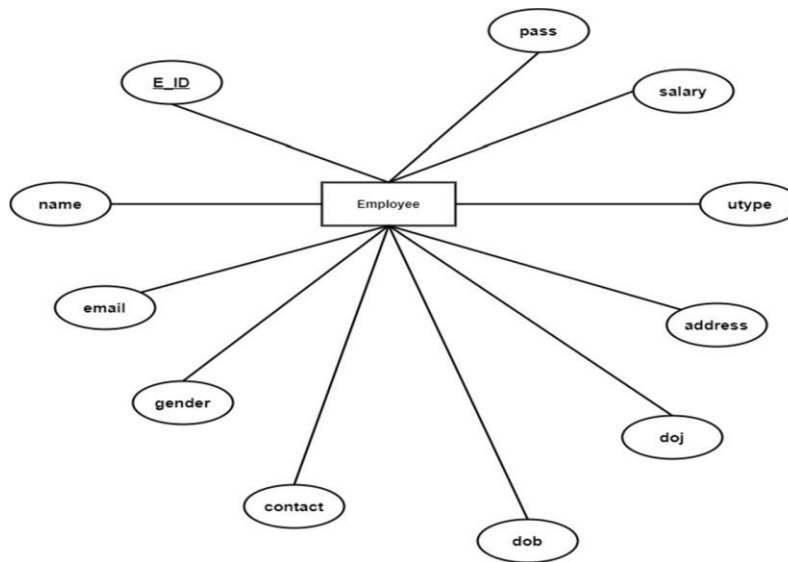 pass
E_ID
salary
name
Employee
utype
email
address
gender
doj
contact
dob